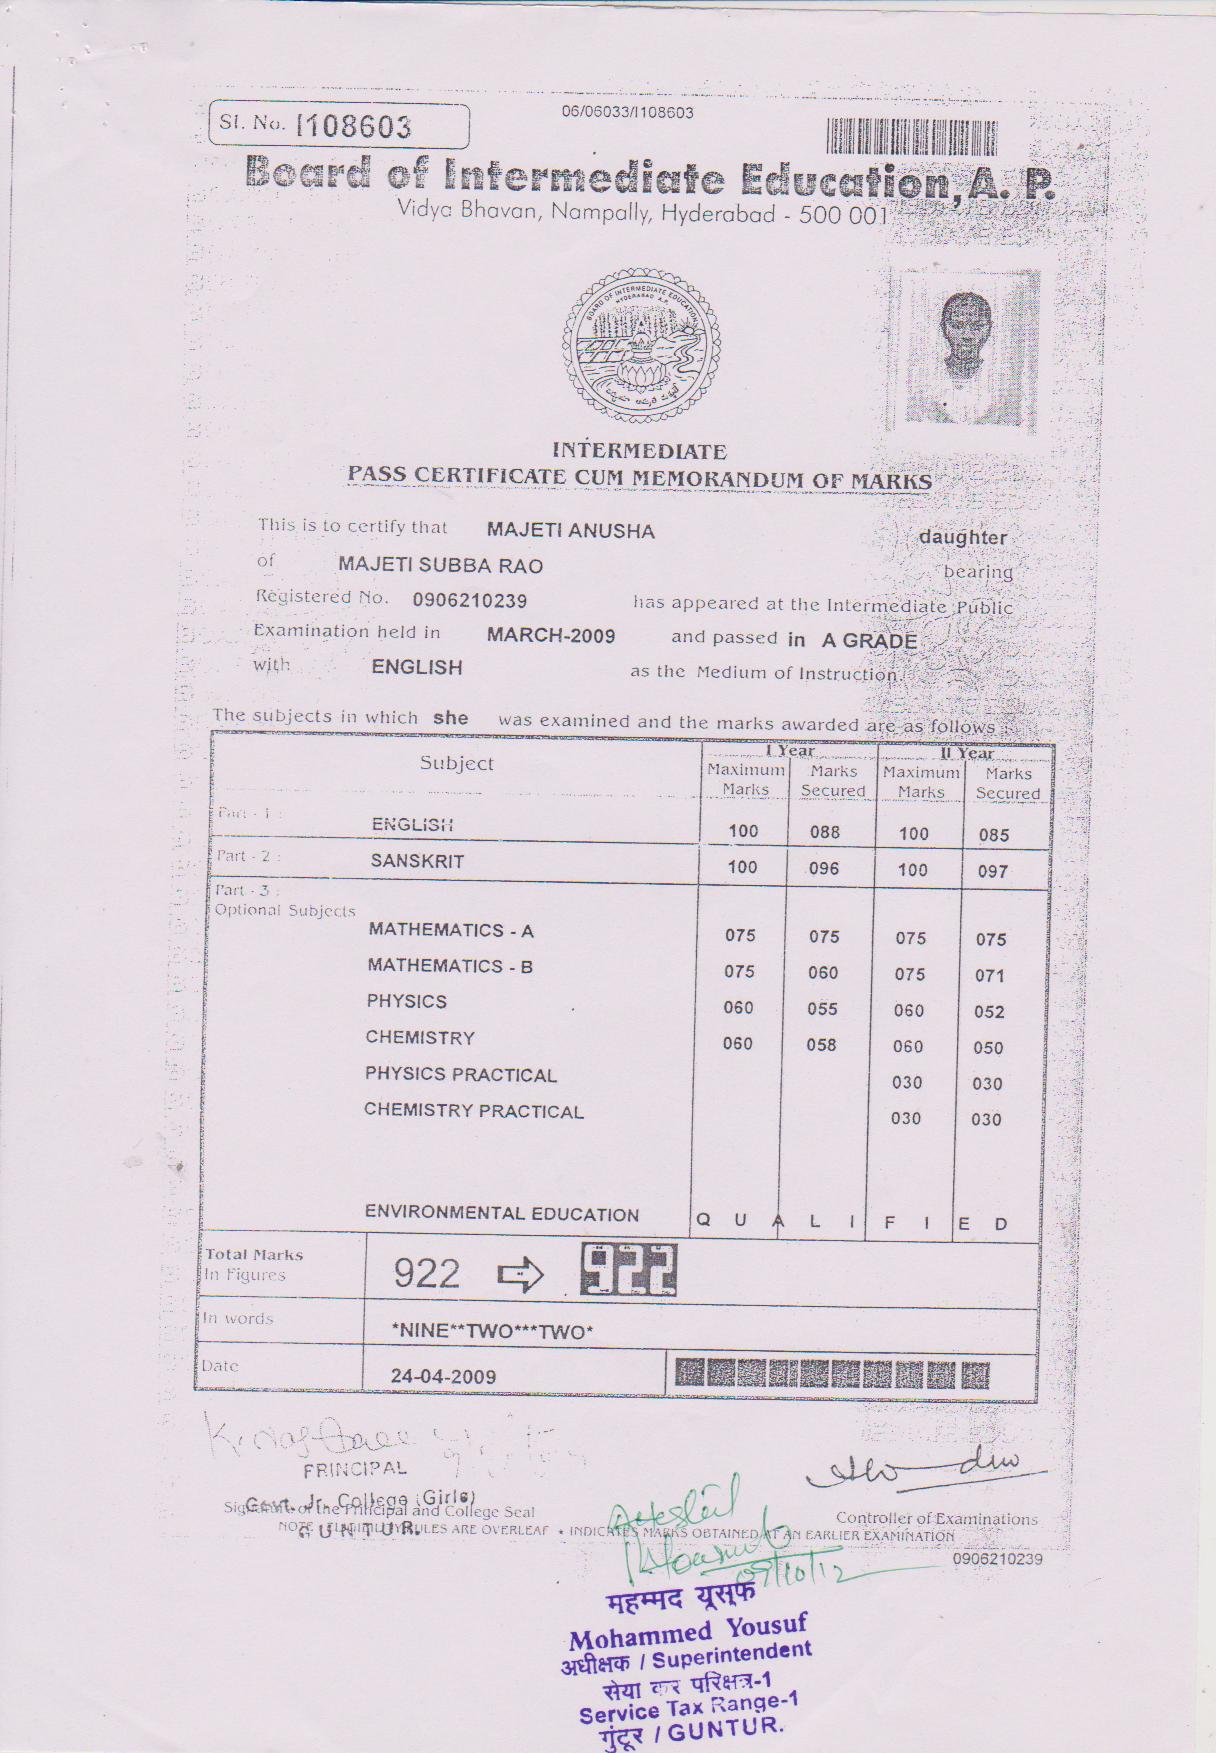 Sl. No. I108603
06/06033/I108603
Board of Intermediate Education, A. P.
Vidya Bhavan, Nampally, Hyderabad - 500 001
BOARD OF INTERMEDIATE EDUCATION
HYDERABAD A.P.
INTERMEDIATE
PASS CERTIFICATE CUM MEMORANDUM OF MARKS
This is to certify that MAJETI ANUSHA daughter
of MAJETI SUBBA RAO bearing
Registered No. 0906210239 has appeared at the Intermediate Public
Examination held in MARCH-2009 and passed in A GRADE
with ENGLISH as the Medium of Instruction.
The subjects in which she was examined and the marks awarded are as follows :
Subject I Year II Year
Maximum Marks Marks Secured Maximum Marks Marks Secured
Part - 1 : ENGLISH 100 088 100 085
Part - 2 : SANSKRIT 100 096 100 097
Part - 3 :
Optional Subjects
MATHEMATICS - A 075 075 075 075
MATHEMATICS - B 075 060 075 071
PHYSICS 060 055 060 052
CHEMISTRY 060 058 060 050
PHYSICS PRACTICAL 030 030
CHEMISTRY PRACTICAL 030 030
ENVIRONMENTAL EDUCATION Q U A L I F I E D
Total Marks
In Figures 922 922
In words *NINE**TWO***TWO*
Date 24-04-2009
PRINCIPAL
Govt. Jr. College (Girls)
Signature of the Principal and College Seal
GUNTUR.
Controller of Examinations
NOTE : ELIGIBILITY RULES ARE OVERLEAF * INDICATES MARKS OBTAINED AT AN EARLIER EXAMINATION
0906210239
Attested
09/10/12
महम्मद यूसुफ
Mohammed Yousuf
अधीक्षक / Superintendent
सेवा कर परिक्षेत्र-1
Service Tax Range-1
गुंटूर / GUNTUR.